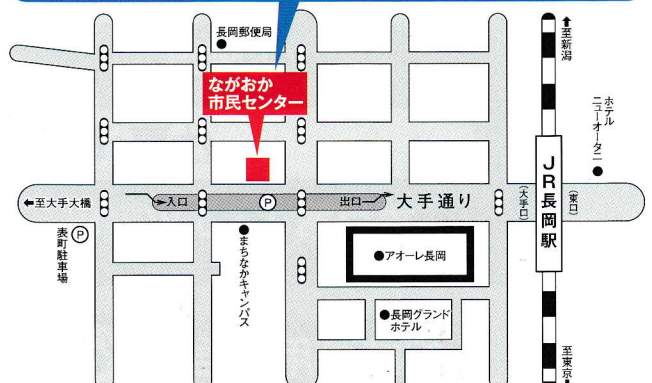 長岡郵便局
ながおか
市民センター
至新潟
ホテル
ニューオータニ
JR長岡駅
(大手口)
(東口)
←至大手大橋
入口
P
出口
大手通り
表町駐車場
P
まちなかキャンパス
アオーレ長岡
長岡グランド
ホテル
至東京